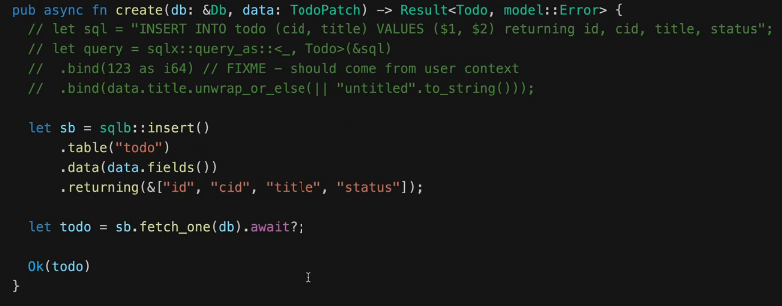 pub async fn create(db: &Db, data: TodoPatch) -> Result<Todo, model::Error> {
  // let sql = "INSERT INTO todo (cid, title) VALUES ($1, $2) returning id, cid, title, status";
  // let query = sqlx::query_as::<_, Todo>(&sql)
  //  .bind(123 as i64) // FIXME - should come from user context
  //  .bind(data.title.unwrap_or_else(|| "untitled".to_string()));
  let sb = sqlb::insert()
      .table("todo")
      .data(data.fields())
      .returning(&["id", "cid", "title", "status"]);
  let todo = sb.fetch_one(db).await?;
  Ok(todo)
}